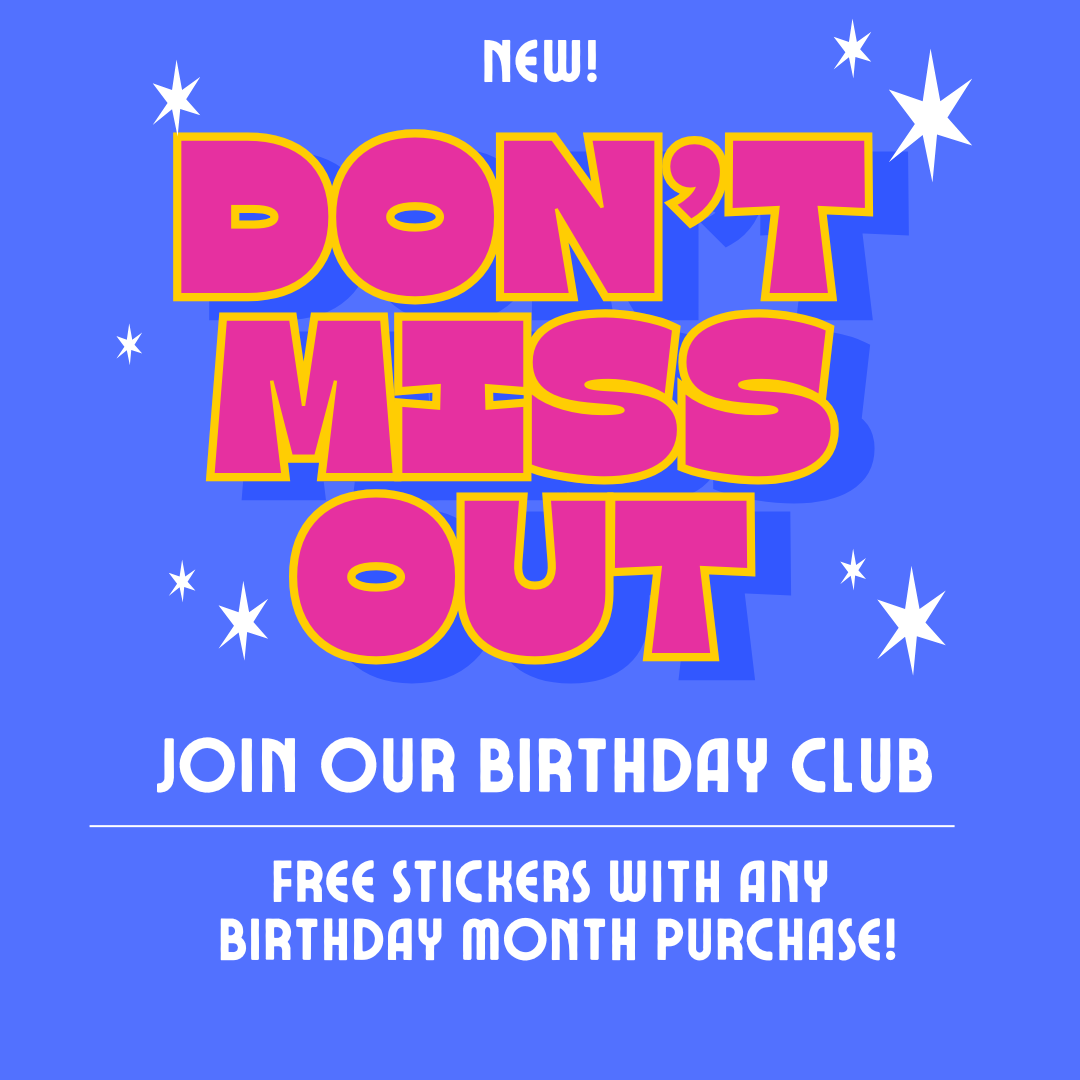 NEW!
DON'T
MISS
OUT
JOIN OUR BIRTHDAY CLUB
FREE STICKERS WITH ANY
BIRTHDAY MONTH PURCHASE!